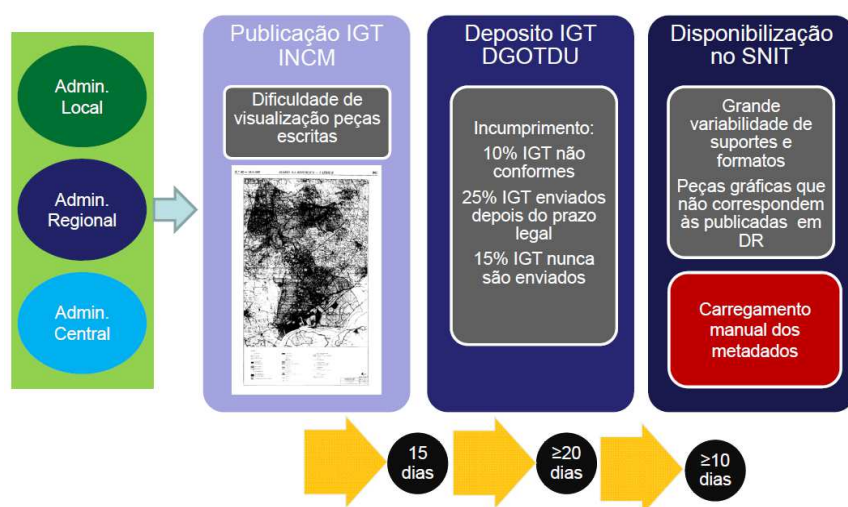 Admin.
Local
Admin.
Regional
Admin.
Central
Publicação IGT
INCM
Dificuldade de
visualização peças
escritas
Deposito IGT
DGOTDU
Incumprimento:
10% IGT não
conformes
25% IGT enviados
depois do prazo
legal
15% IGT nunca
são enviados
Disponibilização
no SNIT
Grande
variabilidade de
suportes e
formatos
Peças gráficas que
não correspondem
às publicadas em
DR
Carregamento
manual dos
metadados
15
dias
≥20
dias
≥10
dias